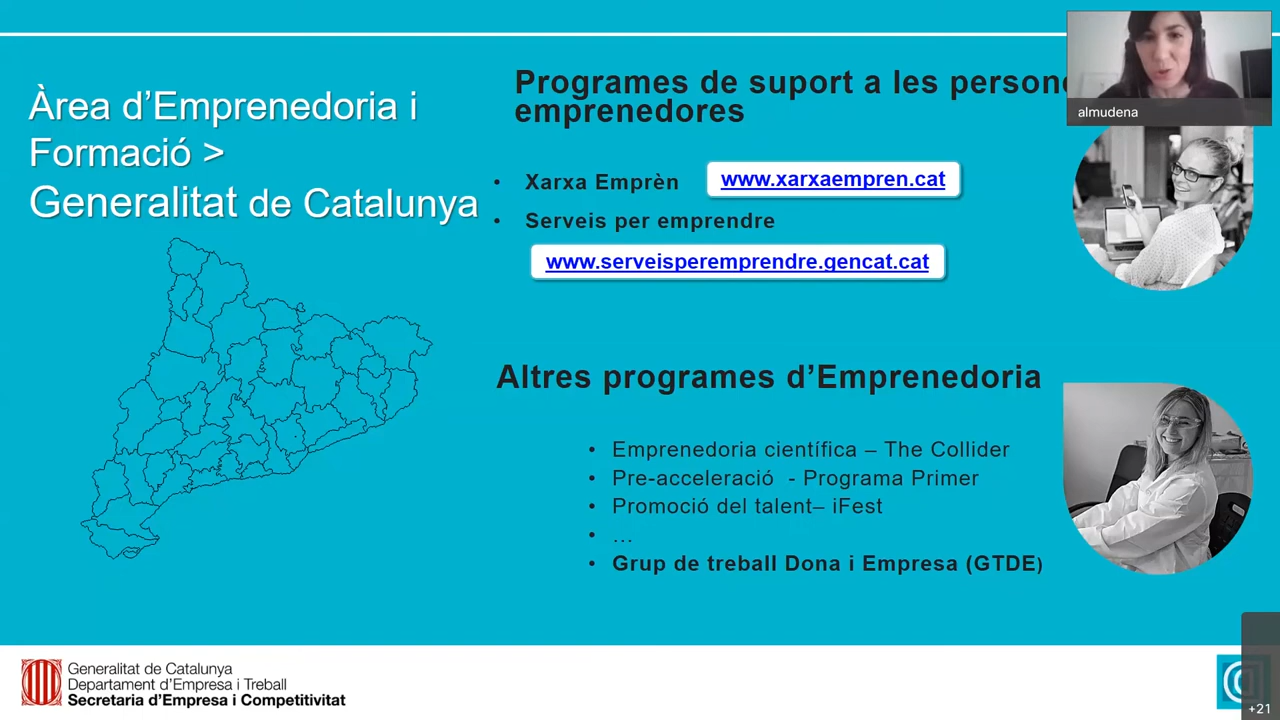 Àrea d’Emprenedoria i
Formació >
Generalitat de Catalunya
Programes de suport a les
emprenedores
• Xarxa Emprèn www.xarxaempren.cat
• Serveis per emprendre
www.serveisperemprendre.gencat.cat
almudena
Altres programes d’Emprenedoria
• Emprenedoria científica – The Collider
• Pre-acceleració - Programa Primer
• Promoció del talent– iFest
• ...
• Grup de treball Dona i Empresa (GTDE)
Generalitat de Catalunya
Departament d’Empresa i Treball
Secretaria d’Empresa i Competitivitat
+21